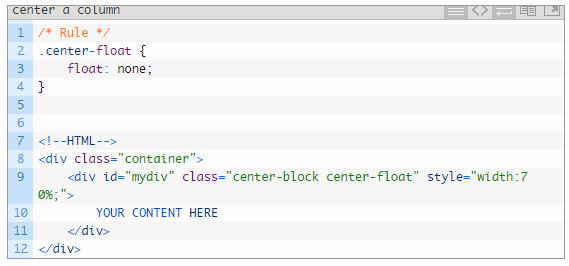 center a column
1 /* Rule */
2 .center-float {
3     float: none;
4 }
5
6
7 <!--HTML-->
8 <div class="container">
9     <div id="mydiv" class="center-block center-float" style="width:7
0%;">
10         YOUR CONTENT HERE
11     </div>
12 </div>